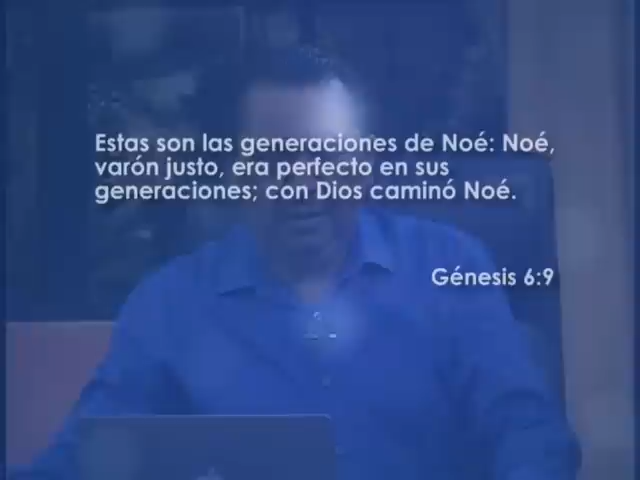 Estas son las generaciones de Noé: Noé,
varón justo, era perfecto en sus
generaciones; con Dios caminó Noé.
Génesis 6:9